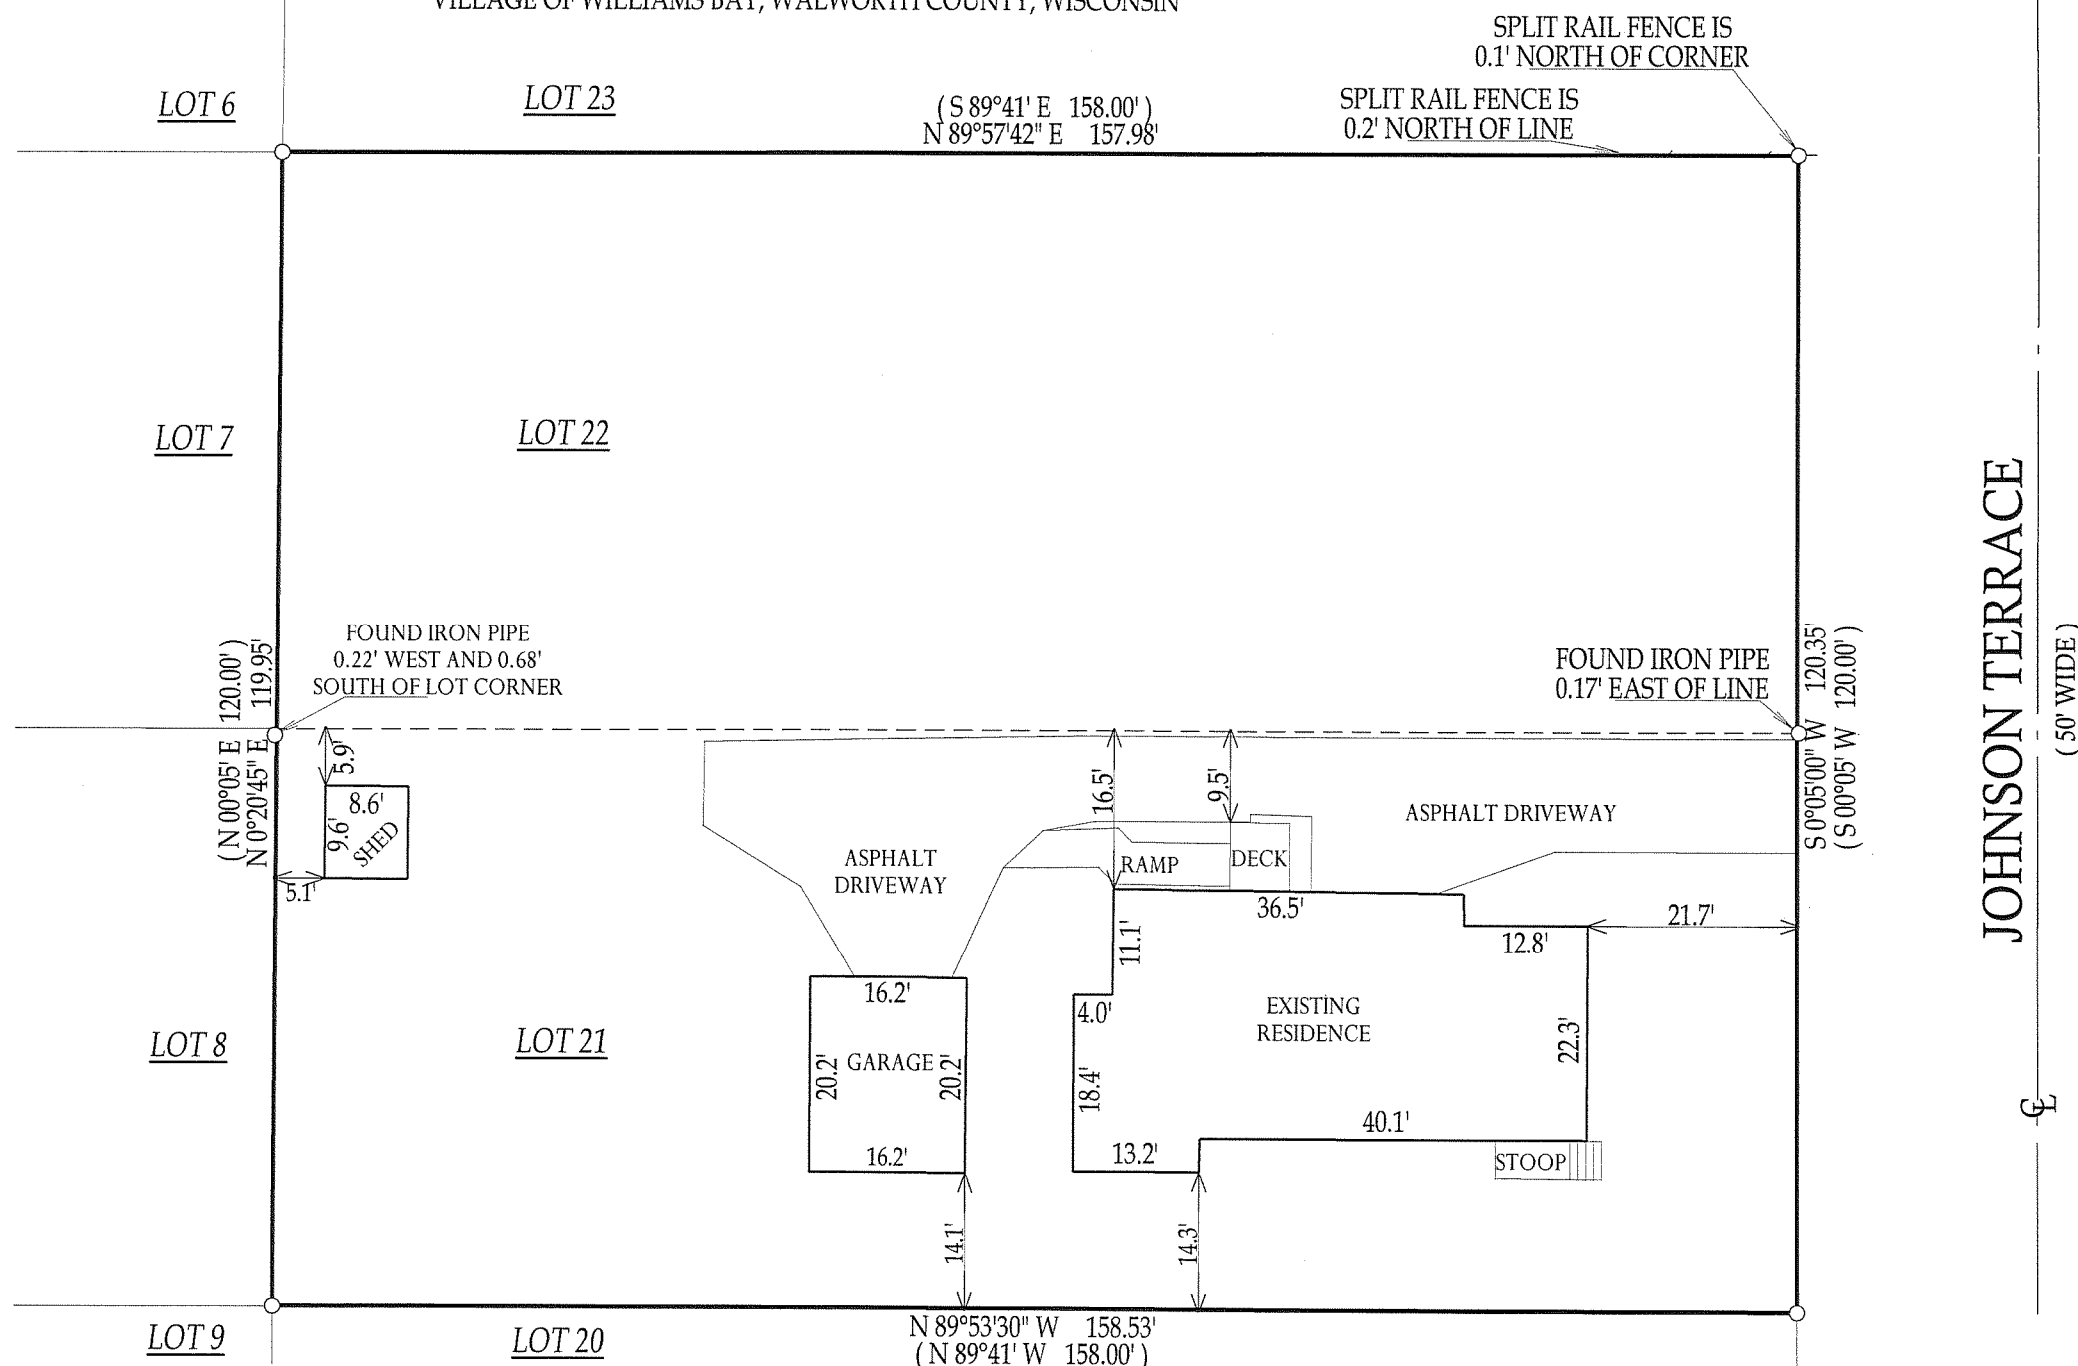 VILLAGE OF WILLIAMS BAY, WALWORTH COUNTY, WISCONSIN
SPLIT RAIL FENCE IS
0.1' NORTH OF CORNER
LOT 6
LOT 23
( S 89°41' E 158.00' )
N 89°57'42" E 157.98'
SPLIT RAIL FENCE IS
0.2' NORTH OF LINE
LOT 7
LOT 22
JOHNSON TERRACE
( 50' WIDE )
FOUND IRON PIPE
0.22' WEST AND 0.68'
SOUTH OF LOT CORNER
FOUND IRON PIPE
0.17' EAST OF LINE
( N 00°05' E 120.00' )
N 0°20'45" E 119.95'
S 0°05'00" W 120.35'
( S 00°05' W 120.00' )
5.9'
8.6'
9.6'
SHED
5.1'
16.5'
9.5'
ASPHALT DRIVEWAY
ASPHALT
DRIVEWAY
RAMP
DECK
36.5'
21.7'
12.8'
11.1'
16.2'
4.0'
EXISTING
RESIDENCE
LOT 8
LOT 21
20.2'
GARAGE
20.2'
18.4'
22.3'
CL
40.1'
16.2'
13.2'
STOOP
14.1'
14.3'
LOT 9
LOT 20
N 89°53'30" W 158.53'
( N 89°41' W 158.00' )